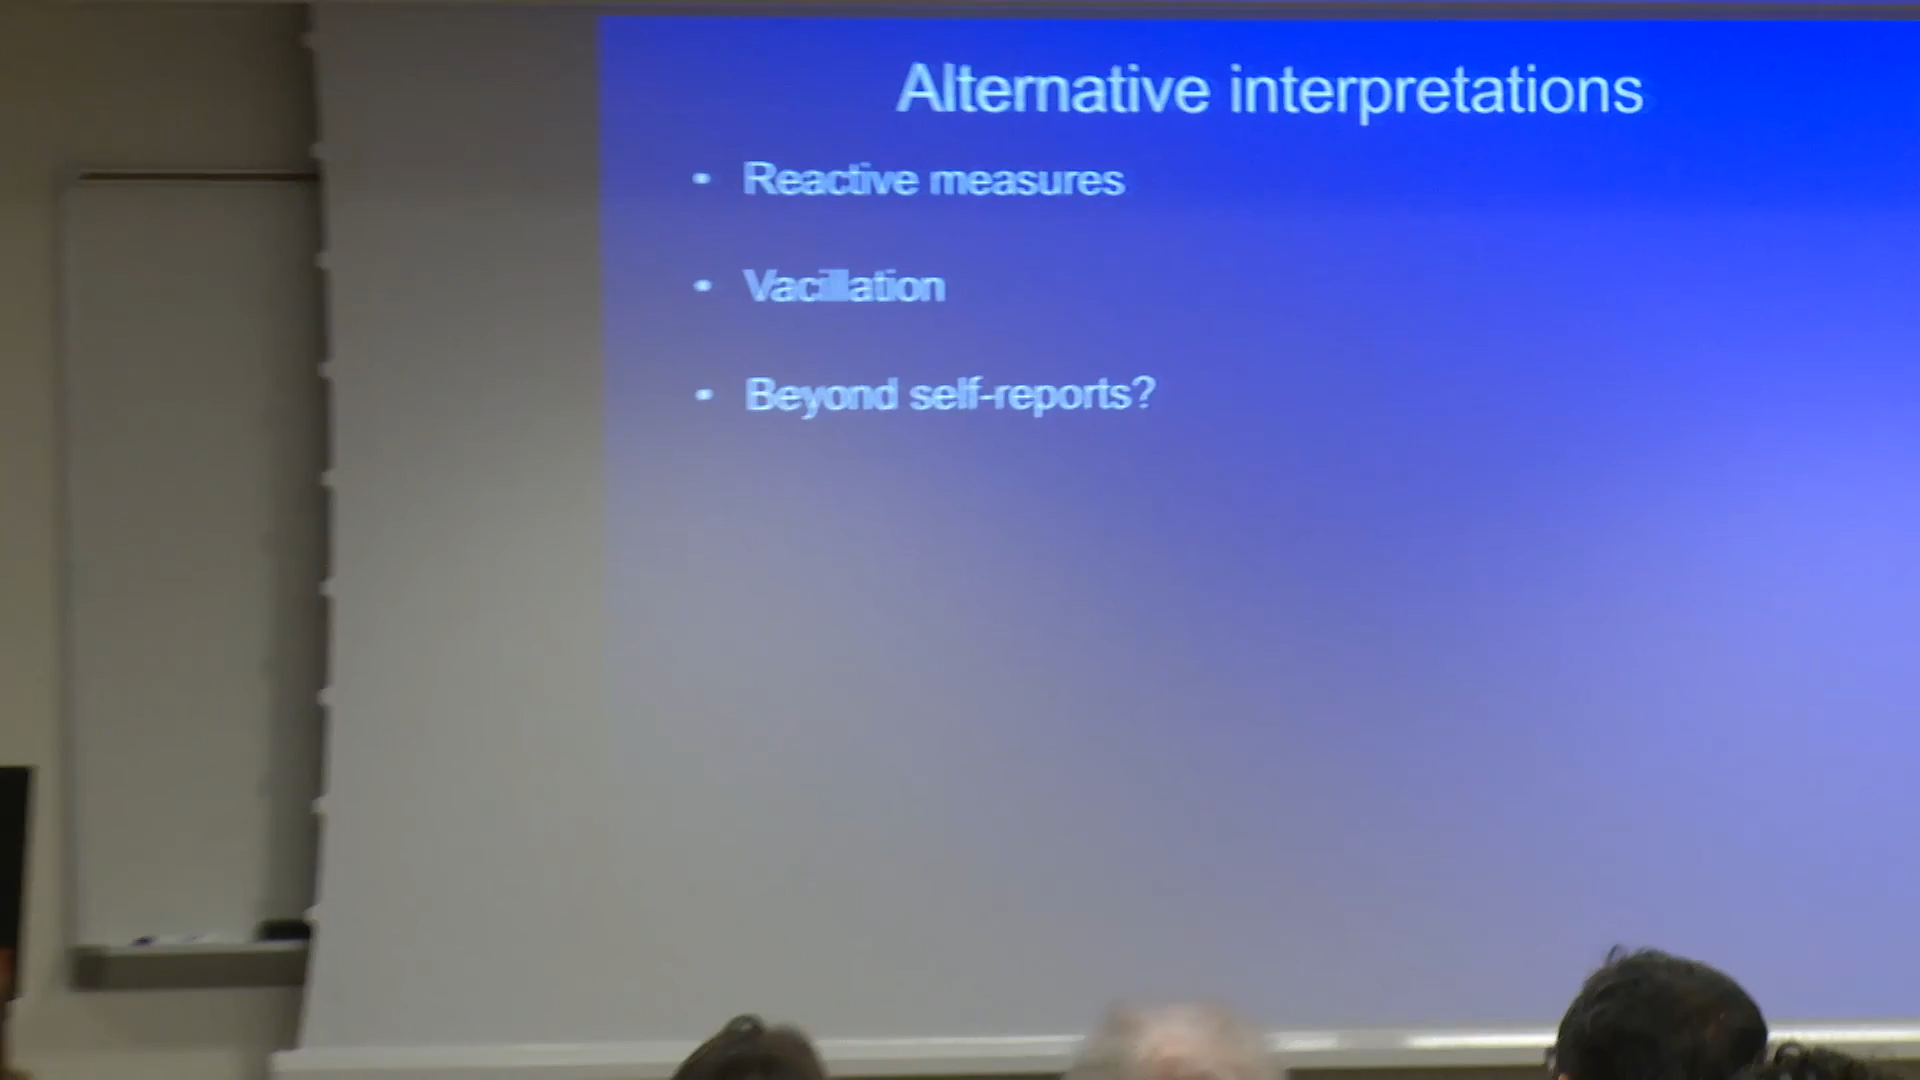 Alternative interpretations
• Reactive measures
• Vacillation
• Beyond self-reports?